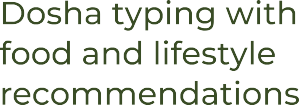 Dosha typing with
food and lifestyle
recommendations